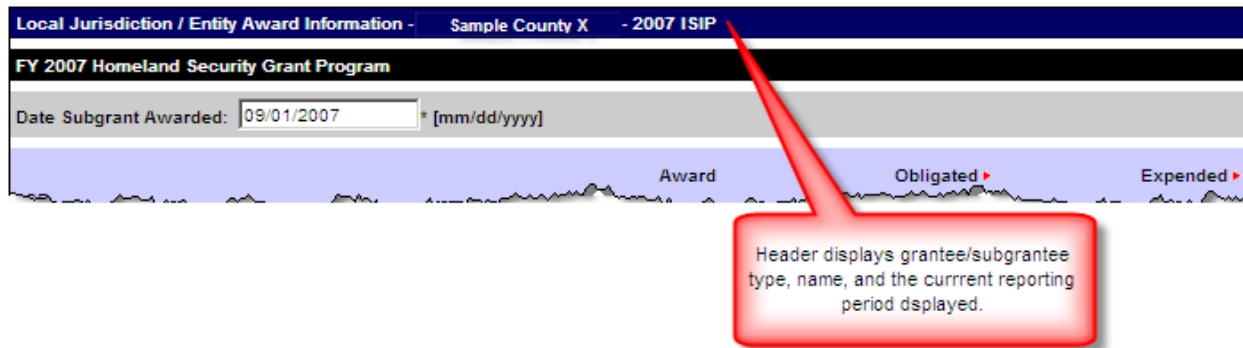 Local Jurisdiction / Entity Award Information - Sample County X - 2007 ISIP
FY 2007 Homeland Security Grant Program
Date Subgrant Awarded: 09/01/2007 * [mm/dd/yyyy]
Award Obligated Expended
Header displays grantee/subgrantee
type, name, and the currrent reporting
period dsplayed.